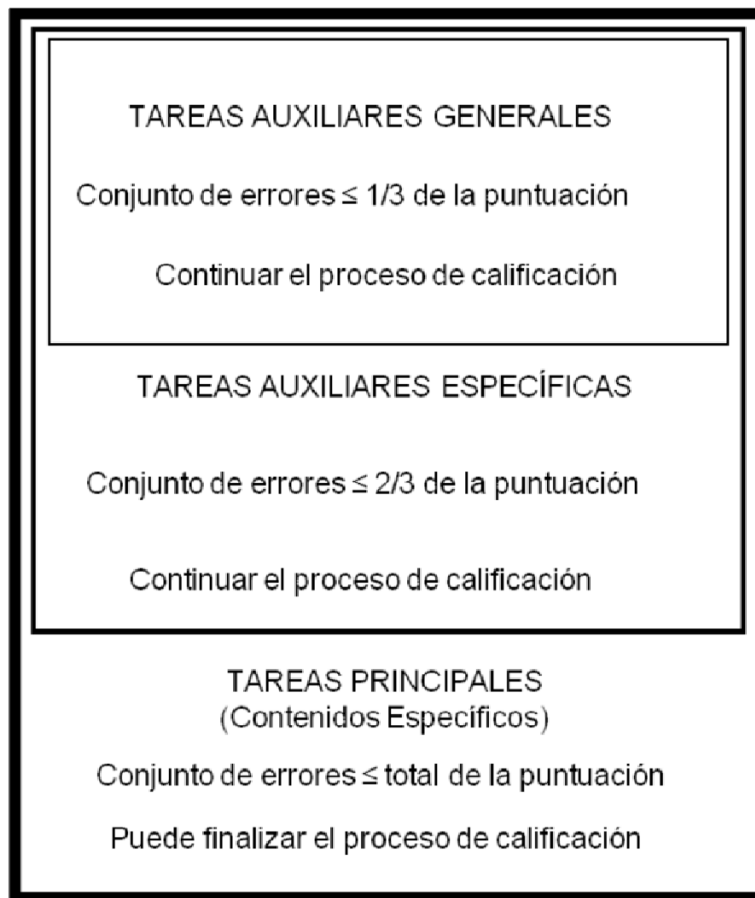 TAREAS AUXILIARES GENERALES
Conjunto de errores ≤ 1/3 de la puntuación
Continuar el proceso de calificación
TAREAS AUXILIARES ESPECÍFICAS
Conjunto de errores ≤ 2/3 de la puntuación
Continuar el proceso de calificación
TAREAS PRINCIPALES
(Contenidos Específicos)
Conjunto de errores ≤ total de la puntuación
Puede finalizar el proceso de calificación